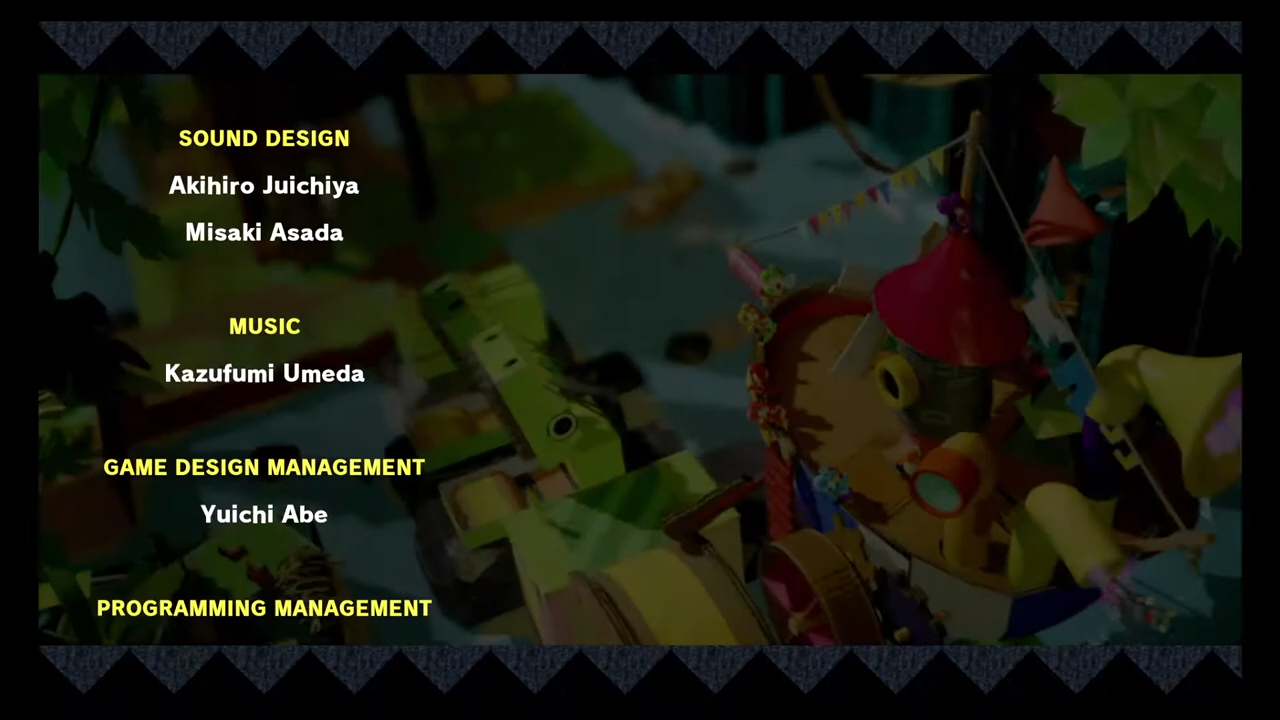 SOUND DESIGN
Akihiro Juichiya
Misaki Asada
MUSIC
Kazufumi Umeda
GAME DESIGN MANAGEMENT
Yuichi Abe
PROGRAMMING MANAGEMENT